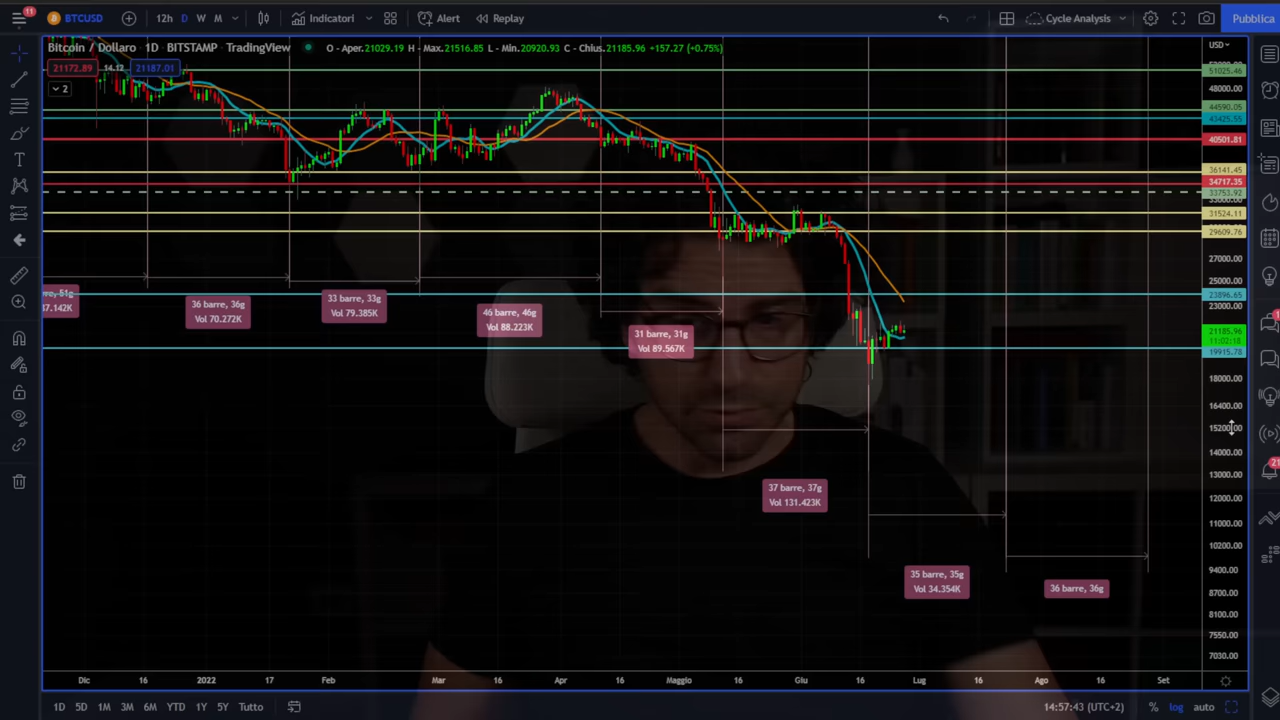 11
BTCUSD
12h D W M
Indicatori
Alert
Replay
Cycle Analysis
Pubblica
Bitcoin / Dollaro · 1D · BITSTAMP · TradingView
O - Aper.21029.19 H - Max.21516.85 L - Min.20920.93 C - Chius.21185.96 +157.27 (+0.75%)
21172.89 14.12 21187.01
2
USD
51025.46
48000.00
44590.05
43425.55
40501.81
36141.45
34717.35
33753.92
31524.11
29609.76
27000.00
25000.00
23896.65
23000.00
21185.96
11:02:18
19915.78
18000.00
16400.00
15200.00
14000.00
13000.00
12000.00
11000.00
10200.00
9400.00
8700.00
8100.00
7550.00
7030.00
36 barre, 36g
Vol 70.272K
33 barre, 33g
Vol 79.385K
46 barre, 46g
Vol 88.223K
31 barre, 31g
Vol 89.567K
37 barre, 37g
Vol 131.423K
35 barre, 35g
Vol 34.354K
36 barre, 36g
Dic 16 2022 17 Feb Mar 16 Apr 16 Maggio 16 Giu 16 Lug 16 Ago 16 Set
1D 5D 1M 3M 6M YTD 1Y 5Y Tutto
14:57:43 (UTC+2)
% log auto